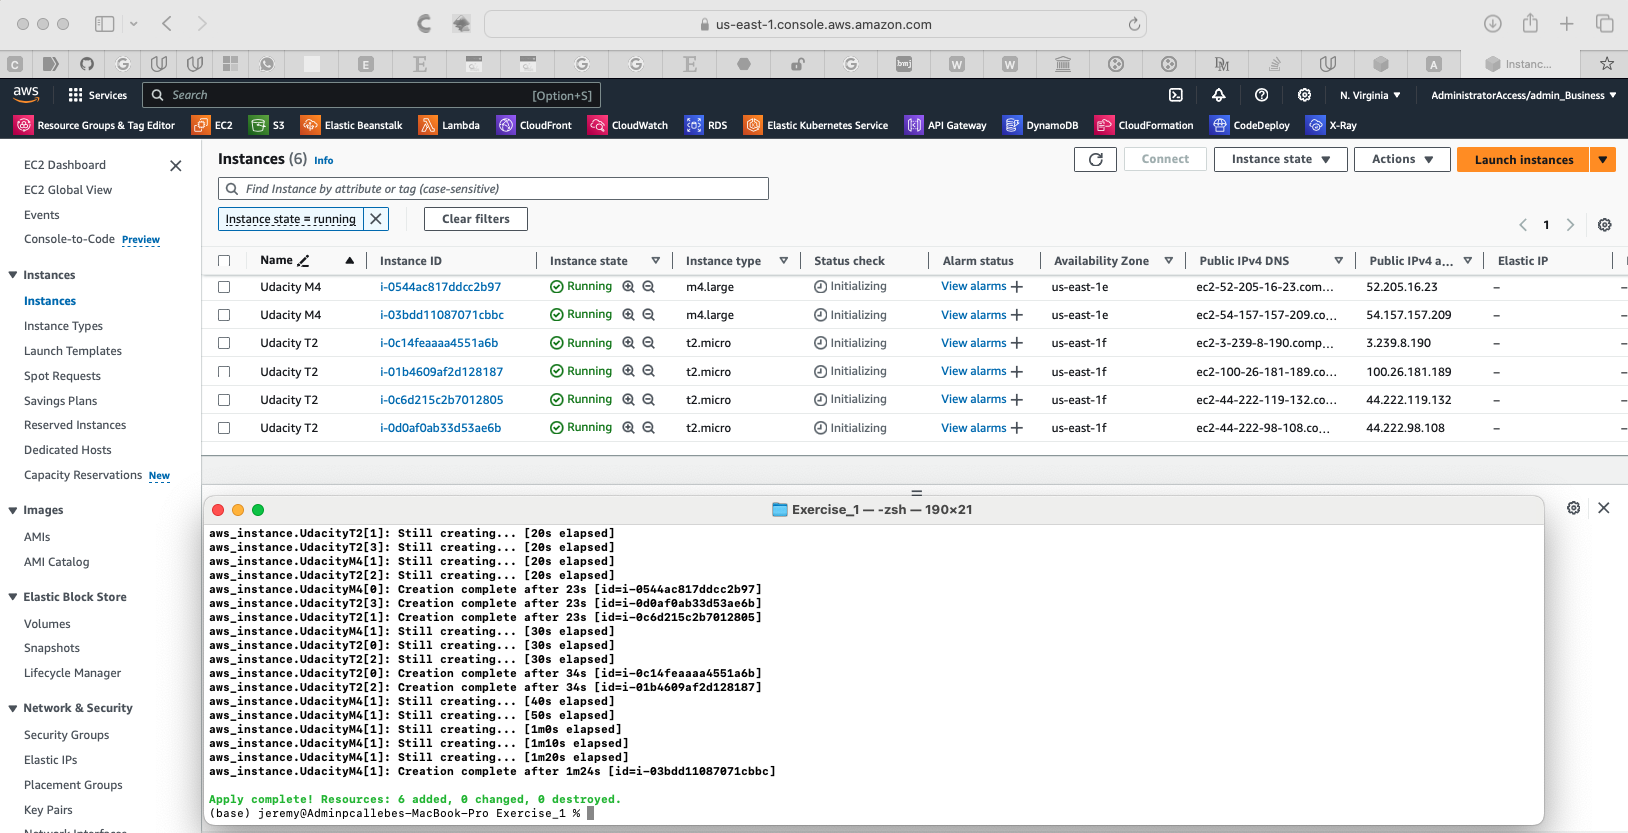 us-east-1.console.aws.amazon.com
Instanc...
aws Services Search [Option+S] N. Virginia AdministratorAccess/admin_Business
Resource Groups & Tag Editor EC2 S3 Elastic Beanstalk Lambda CloudFront CloudWatch RDS Elastic Kubernetes Service API Gateway DynamoDB CloudFormation CodeDeploy X-Ray
EC2 Dashboard
EC2 Global View
Events
Console-to-Code Preview
Instances
Instances
Instance Types
Launch Templates
Spot Requests
Savings Plans
Reserved Instances
Dedicated Hosts
Capacity Reservations New
Images
AMIs
AMI Catalog
Elastic Block Store
Volumes
Snapshots
Lifecycle Manager
Network & Security
Security Groups
Elastic IPs
Placement Groups
Key Pairs
Network Interfaces
Instances (6) Info
Connect Instance state Actions Launch instances
Find Instance by attribute or tag (case-sensitive)
Instance state = running Clear filters
1
Name Instance ID Instance state Instance type Status check Alarm status Availability Zone Public IPv4 DNS Public IPv4 a... Elastic IP
Udacity M4 i-0544ac817ddcc2b97 Running m4.large Initializing View alarms + us-east-1e ec2-52-205-16-23.com... 52.205.16.23 –
Udacity M4 i-03bdd11087071cbbc Running m4.large Initializing View alarms + us-east-1e ec2-54-157-157-209.co... 54.157.157.209 –
Udacity T2 i-0c14feaaaa4551a6b Running t2.micro Initializing View alarms + us-east-1f ec2-3-239-8-190.comp... 3.239.8.190 –
Udacity T2 i-01b4609af2d128187 Running t2.micro Initializing View alarms + us-east-1f ec2-100-26-181-189.co... 100.26.181.189 –
Udacity T2 i-0c6d215c2b7012805 Running t2.micro Initializing View alarms + us-east-1f ec2-44-222-119-132.co... 44.222.119.132 –
Udacity T2 i-0d0af0ab33d53ae6b Running t2.micro Initializing View alarms + us-east-1f ec2-44-222-98-108.co... 44.222.98.108 –
Exercise_1 — -zsh — 190×21
aws_instance.UdacityT2[1]: Still creating... [20s elapsed]
aws_instance.UdacityT2[3]: Still creating... [20s elapsed]
aws_instance.UdacityM4[1]: Still creating... [20s elapsed]
aws_instance.UdacityT2[2]: Still creating... [20s elapsed]
aws_instance.UdacityM4[0]: Creation complete after 23s [id=i-0544ac817ddcc2b97]
aws_instance.UdacityT2[3]: Creation complete after 23s [id=i-0d0af0ab33d53ae6b]
aws_instance.UdacityT2[1]: Creation complete after 23s [id=i-0c6d215c2b7012805]
aws_instance.UdacityM4[1]: Still creating... [30s elapsed]
aws_instance.UdacityT2[0]: Still creating... [30s elapsed]
aws_instance.UdacityT2[2]: Still creating... [30s elapsed]
aws_instance.UdacityT2[0]: Creation complete after 34s [id=i-0c14feaaaa4551a6b]
aws_instance.UdacityT2[2]: Creation complete after 34s [id=i-01b4609af2d128187]
aws_instance.UdacityM4[1]: Still creating... [40s elapsed]
aws_instance.UdacityM4[1]: Still creating... [50s elapsed]
aws_instance.UdacityM4[1]: Still creating... [1m0s elapsed]
aws_instance.UdacityM4[1]: Still creating... [1m10s elapsed]
aws_instance.UdacityM4[1]: Still creating... [1m20s elapsed]
aws_instance.UdacityM4[1]: Creation complete after 1m24s [id=i-03bdd11087071cbbc]
Apply complete! Resources: 6 added, 0 changed, 0 destroyed.
(base) jeremy@Adminpcallebes-MacBook-Pro Exercise_1 %